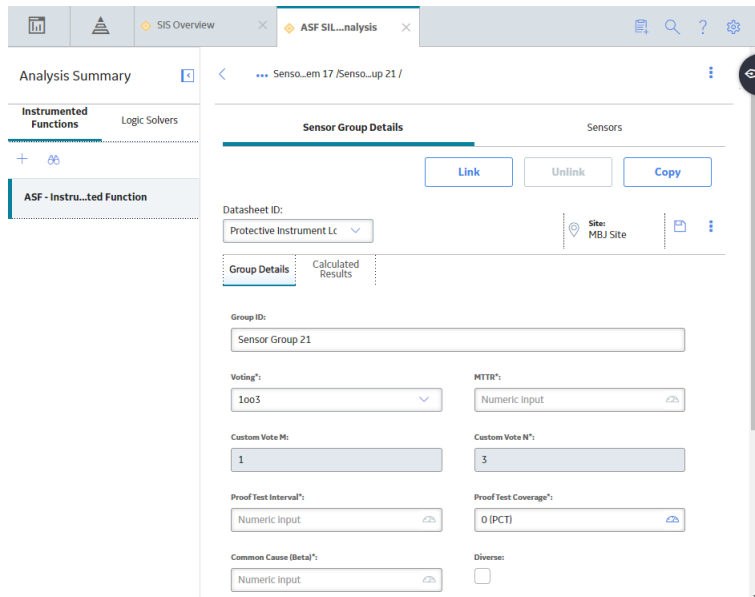 SIS Overview
ASF SIL...nalysis
?
Analysis Summary
... Senso...em 17 /Senso...up 21 /
Instrumented
Functions
Logic Solvers
Sensor Group Details
Sensors
Link
Unlink
Copy
ASF - Instru...ted Function
Datasheet ID:
Protective Instrument Lc
Site:
MBJ Site
Group Details
Calculated
Results
Group ID:
Sensor Group 21
Voting*:
MTTR*:
1oo3
Numeric input
Custom Vote M:
Custom Vote N*:
1
3
Proof Test Interval*:
Proof Test Coverage*:
Numeric input
0 (PCT)
Common Cause (Beta)*:
Diverse:
Numeric input